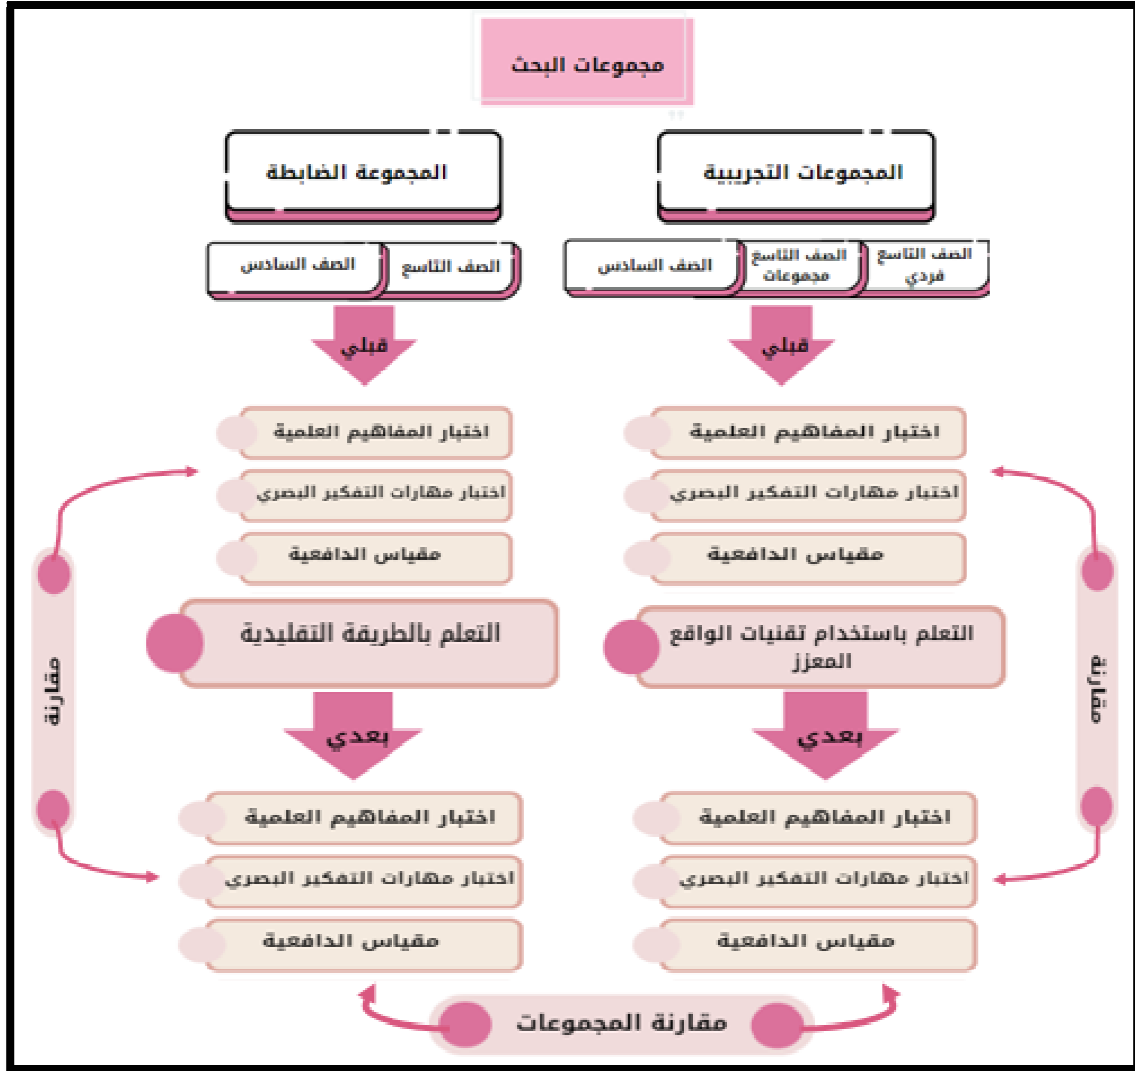 مجموعات البحث
المجموعات التجريبية
المجموعة الضابطة
الصف التاسع
فردي
الصف التاسع
مجموعات
الصف السادس
الصف التاسع
الصف السادس
قبلي
قبلي
اختبار المفاهيم العلمية
اختبار المفاهيم العلمية
اختبار مهارات التفكير البصري
اختبار مهارات التفكير البصري
مقياس الدافعية
مقياس الدافعية
التعلم باستخدام تقنيات الواقع
المعزز
التعلم بالطريقة التقليدية
مقارنة
مقارنة
بعدي
بعدي
اختبار المفاهيم العلمية
اختبار المفاهيم العلمية
اختبار مهارات التفكير البصري
اختبار مهارات التفكير البصري
مقياس الدافعية
مقياس الدافعية
مقارنة المجموعات